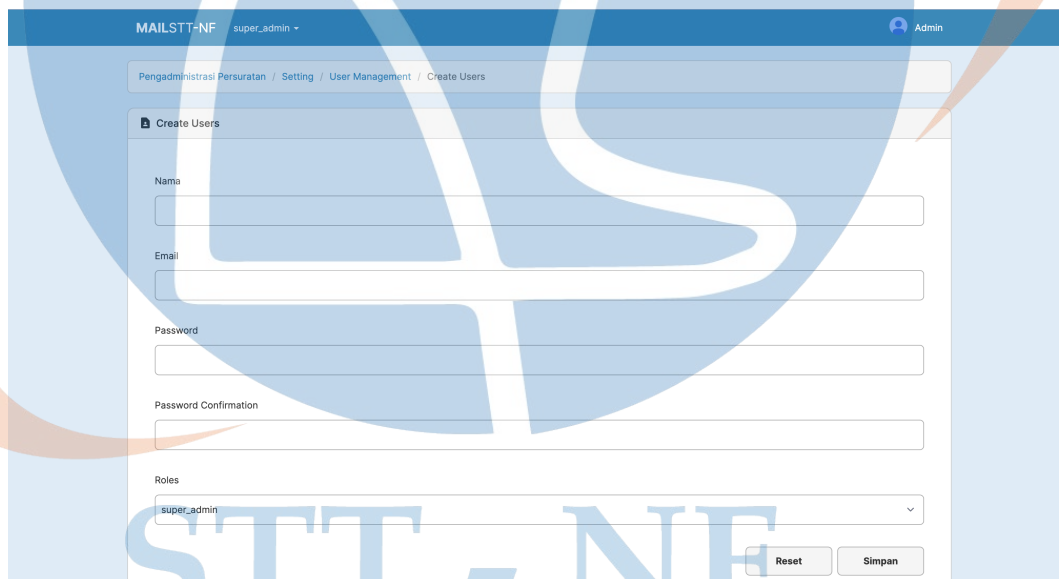 MAILSTT-NF super_admin Admin
Pengadministrasi Persuratan / Setting / User Management / Create Users
Create Users
Nama
Email
Password
Password Confirmation
Roles
super_admin
STT - NF
Reset Simpan